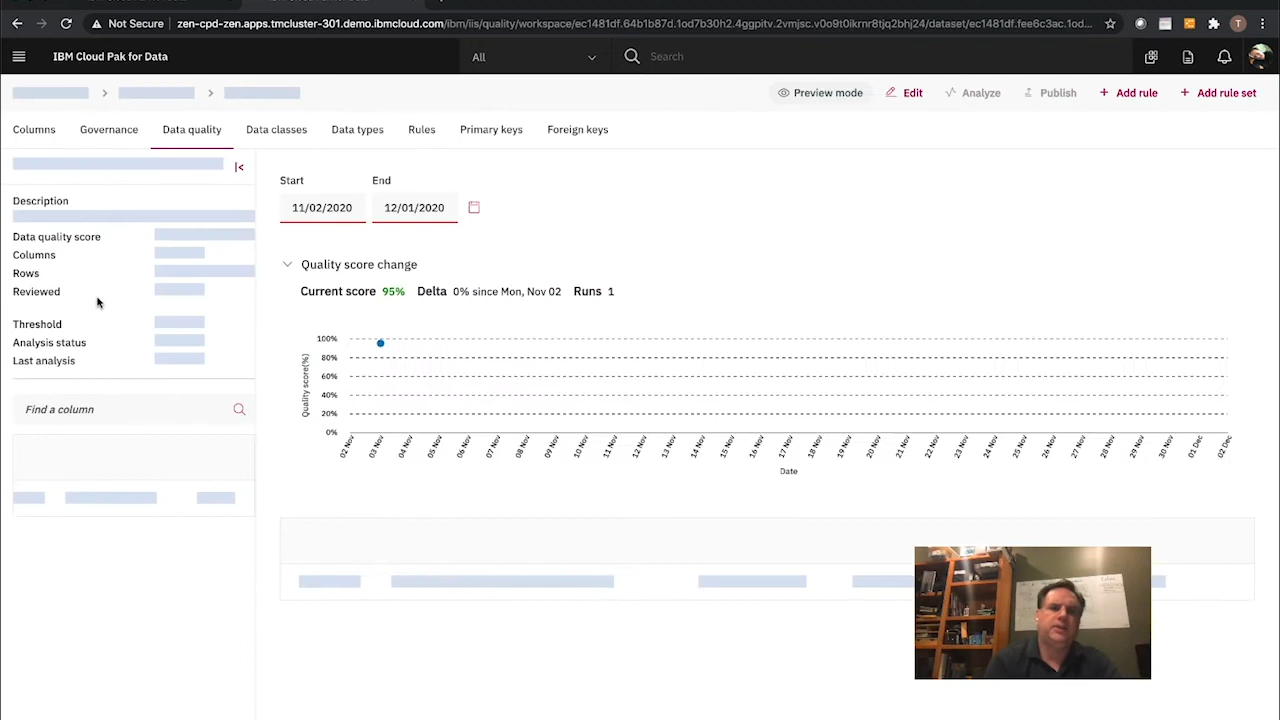 Not Secure zen-cpd-zen.apps.tmcluster-301.demo.ibmcloud.com/ibm/iis/quality/workspace/ec1481df.64b1b87d.1od7b30h2.4ggpitv.2vmjsc.v0o9t0ikrnr8tjq2bhj24/dataset/ec1481df.fee6c3ac.1od... T
IBM Cloud Pak for Data All Search
Preview mode Edit Analyze Publish + Add rule + Add rule set
Columns Governance Data quality Data classes Data types Rules Primary keys Foreign keys
Start End
11/02/2020 12/01/2020
Description
Data quality score
Columns
Rows
Reviewed
Threshold
Analysis status
Last analysis
Find a column
Quality score change
Current score 95% Delta 0% since Mon, Nov 02 Runs 1
Quality score(%)
100%
80%
60%
40%
20%
0%
02 Nov 03 Nov 04 Nov 05 Nov 06 Nov 07 Nov 08 Nov 09 Nov 10 Nov 11 Nov 12 Nov 13 Nov 14 Nov 15 Nov 16 Nov 17 Nov 18 Nov 19 Nov 20 Nov 21 Nov 22 Nov 23 Nov 24 Nov 25 Nov 26 Nov 27 Nov 28 Nov 29 Nov 30 Nov 01 Dec 02 Dec
Date